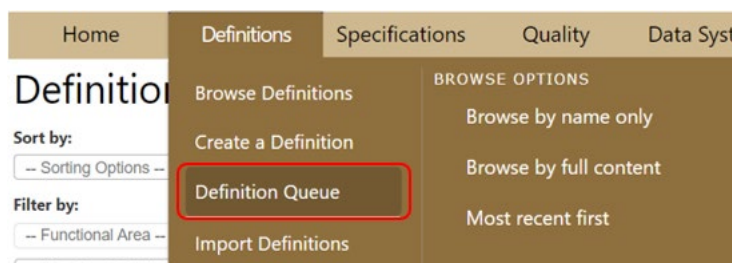 Home Definitions Specifications Quality Data Syst
Definition
Sort by:
-- Sorting Options --
Filter by:
-- Functional Area --
Browse Definitions
Create a Definition
Definition Queue
Import Definitions
BROWSE OPTIONS
Browse by name only
Browse by full content
Most recent first